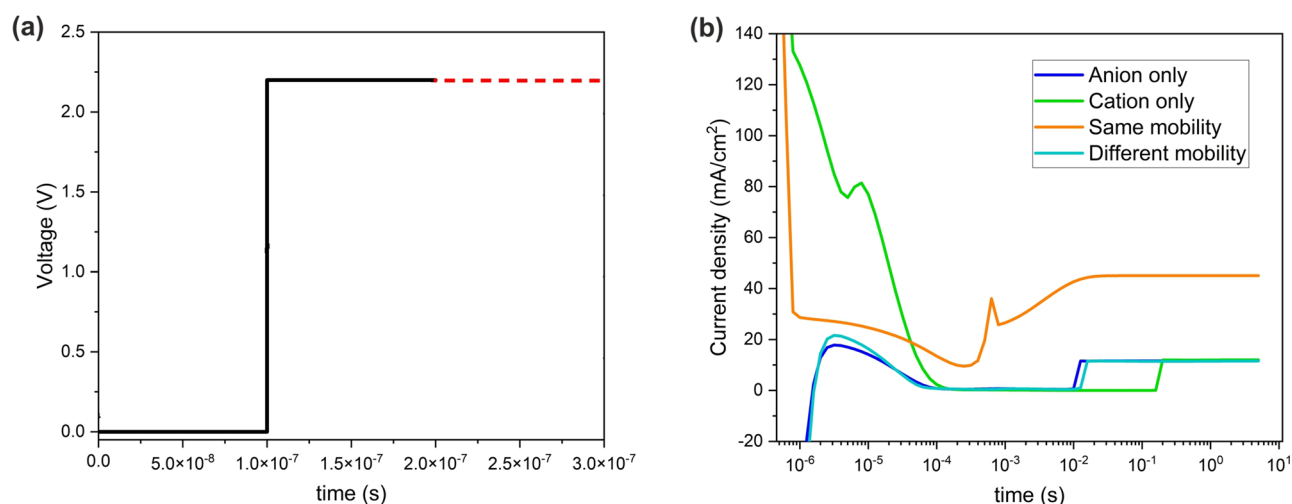 (a)
2.5
2.0
1.5
1.0
0.5
0.0
Voltage (V)
0.0 5.0×10⁻⁸ 1.0×10⁻⁷ 1.5×10⁻⁷ 2.0×10⁻⁷ 2.5×10⁻⁷ 3.0×10⁻⁷
time (s)
(b)
140
120
100
80
60
40
20
0
-20
Current density (mA/cm²)
Anion only
Cation only
Same mobility
Different mobility
10⁻⁶ 10⁻⁵ 10⁻⁴ 10⁻³ 10⁻² 10⁻¹ 10⁰ 10¹
time (s)